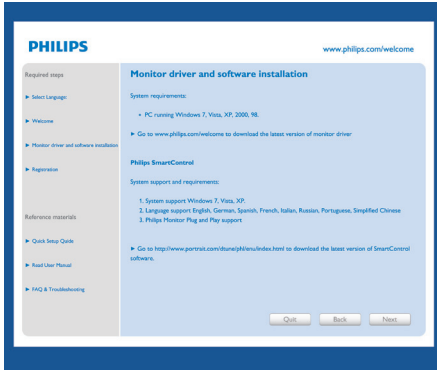 PHILIPS
www.philips.com/welcome
Required steps
► Select Language:
► Welcome
► Monitor driver and software installation
► Registration
Reference materials
► Quick Setup Quide
► Read User Manual
► FAQ & Troubleshooting
Monitor driver and software installation
System requirements:
• PC running Windows 7, Vista, XP, 2000, 98.
► Go to www.philips.com/welcome to download the latest version of monitor driver
Philips SmartControl
System support and requirements:
1. System support Windows 7, Vista, XP.
2. Language support English, German, Spanish, French, Italian, Russian, Portuguese, Simplified Chinese
3. Philips Monitor Plug and Play support
► Go to http://www.portrait.com/dtune/phl/enu/index.html to download the latest version of SmartControl
software.
Quit
Back
Next